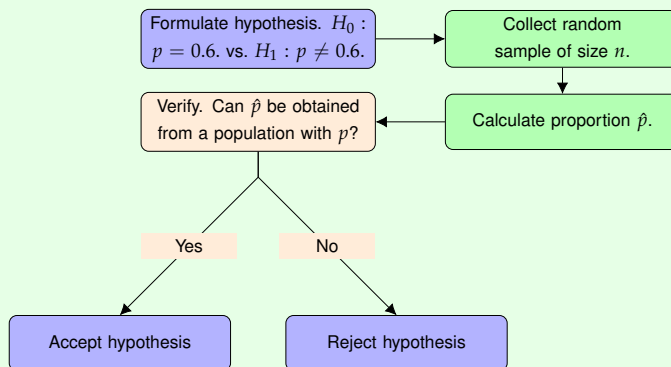 Formulate hypothesis. H₀ :
p = 0.6. vs. H₁ : p ≠ 0.6.
Collect random
sample of size n.
Verify. Can p̂ be obtained
from a population with p?
Calculate proportion p̂.
Yes
No
Accept hypothesis
Reject hypothesis